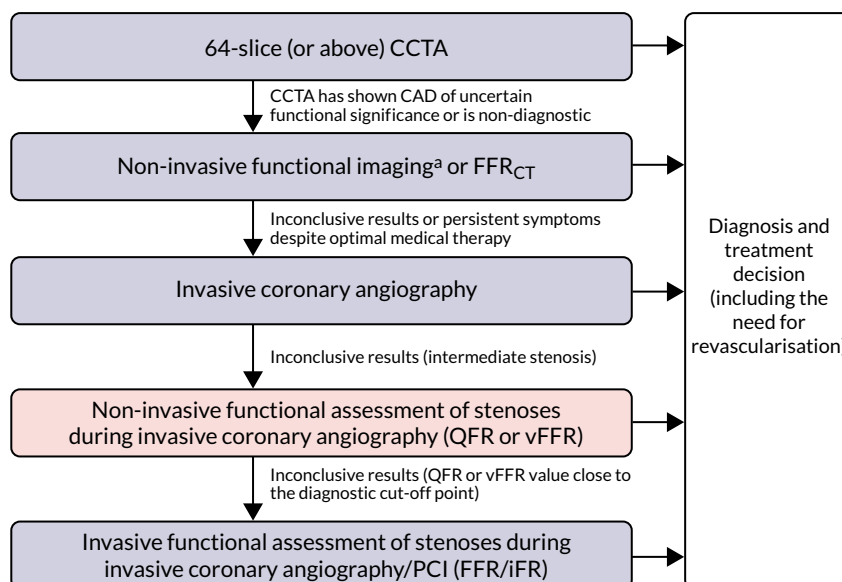 64-slice (or above) CCTA
CCTA has shown CAD of uncertain
functional significance or is non-diagnostic
Non-invasive functional imagingᵃ or FFR_CT
Inconclusive results or persistent symptoms
despite optimal medical therapy
Invasive coronary angiography
Inconclusive results (intermediate stenosis)
Non-invasive functional assessment of stenoses
during invasive coronary angiography (QFR or vFFR)
Inconclusive results (QFR or vFFR value close to
the diagnostic cut-off point)
Invasive functional assessment of stenoses during
invasive coronary angiography/PCI (FFR/iFR)
Diagnosis and
treatment
decision
(including the
need for
revascularisation)